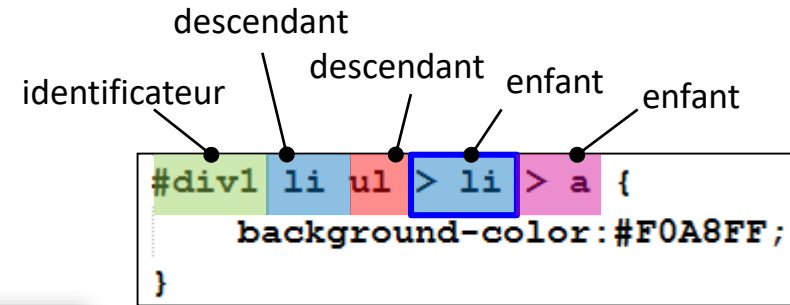 descendant
descendant
enfant
identificateur
enfant
#div1 li ul > li > a {
background-color:#F0A8FF;
}